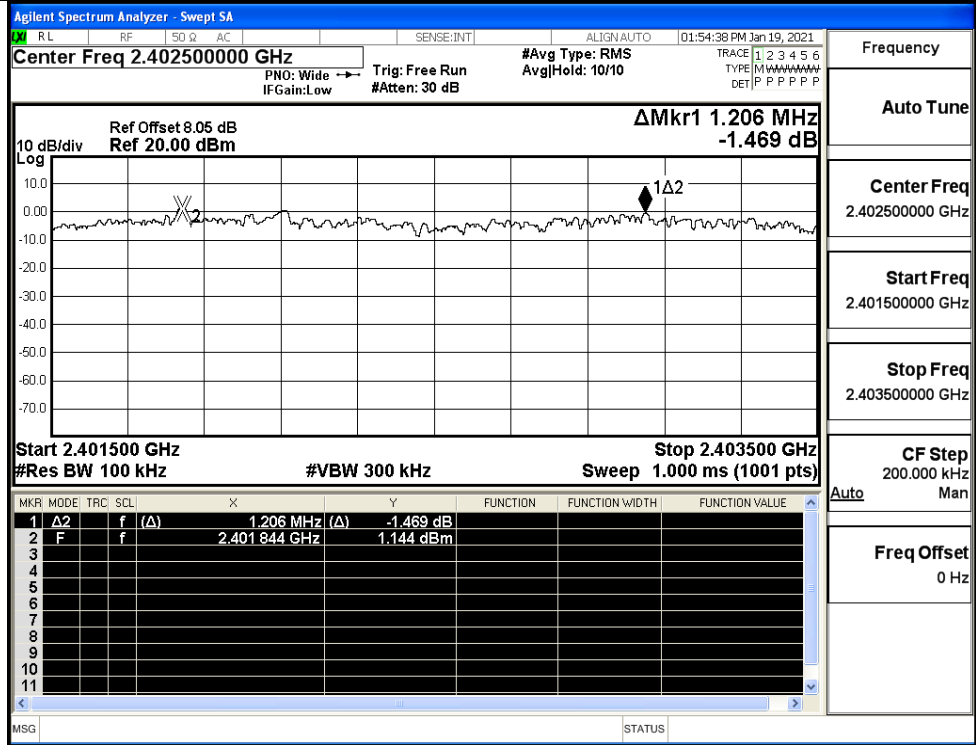 Agilent Spectrum Analyzer - Swept SA
LXI RL RF 50 Ω AC SENSE:INT ALIGNAUTO 01:54:38 PM Jan 19, 2021
Center Freq 2.402500000 GHz
PNO: Wide
IFGain:Low
Trig: Free Run
#Atten: 30 dB
#Avg Type: RMS
Avg|Hold: 10/10
TRACE 1 2 3 4 5 6
TYPE M WWWWW
DET P P P P P P
Ref Offset 8.05 dB
10 dB/div Ref 20.00 dBm
Log
ΔMkr1 1.206 MHz
-1.469 dB
10.0
0.00
-10.0
-20.0
-30.0
-40.0
-50.0
-60.0
-70.0
2
1Δ2
Start 2.401500 GHz Stop 2.403500 GHz
#Res BW 100 kHz #VBW 300 kHz Sweep 1.000 ms (1001 pts)
MKR MODE TRC SCL X Y FUNCTION FUNCTION WIDTH FUNCTION VALUE
1 Δ2 f (Δ) 1.206 MHz (Δ) -1.469 dB
2 F f 2.401 844 GHz 1.144 dBm
3
4
5
6
7
8
9
10
11
MSG STATUS
Frequency
Auto Tune
Center Freq
2.402500000 GHz
Start Freq
2.401500000 GHz
Stop Freq
2.403500000 GHz
CF Step
200.000 kHz
Auto Man
Freq Offset
0 Hz